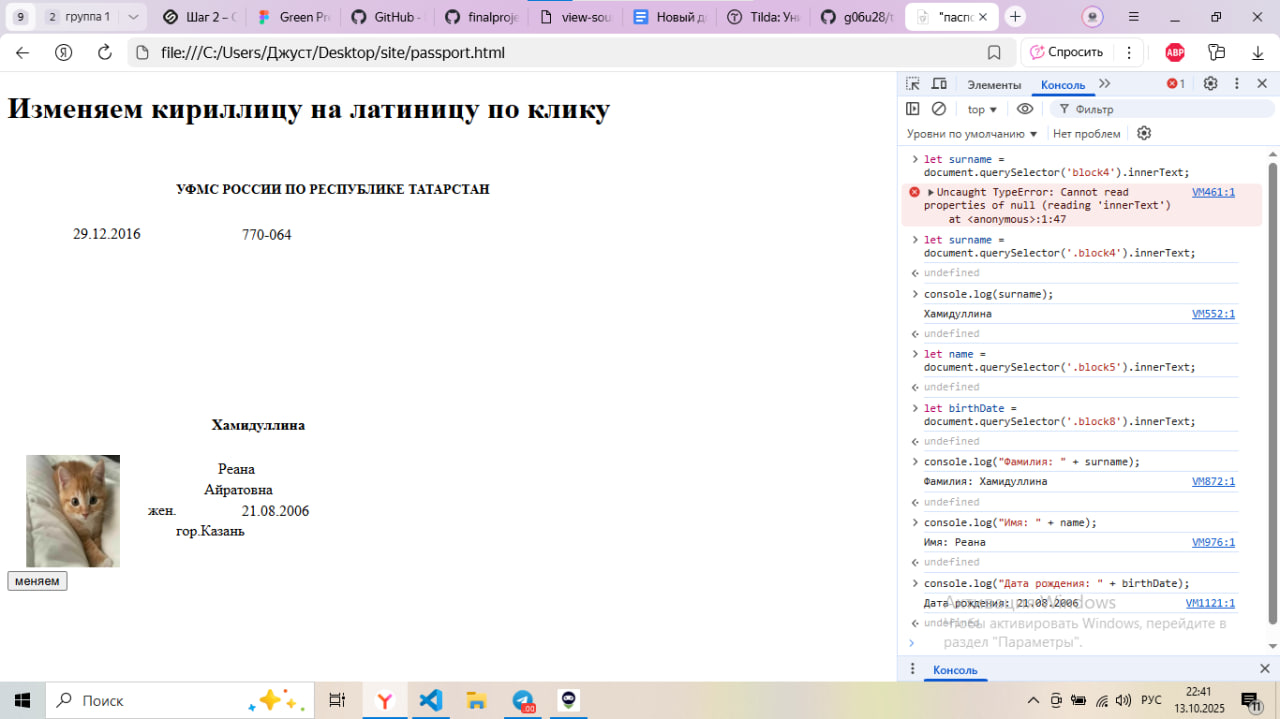 9
2 группа 1
Шаг 2 – С
Green Pr
GitHub -
finalproje
view-sou
Новый д
Tilda: Учи
g06u28/t
"паспо
file:///C:/Users/Джуст/Desktop/site/passport.html
Спросить
ABP
Изменяем кириллицу на латиницу по клику
УФМС РОССИИ ПО РЕСПУБЛИКЕ ТАТАРСТАН
29.12.2016 770-064
Хамидуллина
Реана
Айратовна
жен. 21.08.2006
гор.Казань
меняем
Элементы Консоль 1
top Фильтр
Уровни по умолчанию Нет проблем
let surname =
document.querySelector('block4').innerText;
Uncaught TypeError: Cannot read VM461:1
properties of null (reading 'innerText')
at <anonymous>:1:47
let surname =
document.querySelector('.block4').innerText;
undefined
console.log(surname);
Хамидуллина VM552:1
undefined
let name =
document.querySelector('.block5').innerText;
undefined
let birthDate =
document.querySelector('.block8').innerText;
undefined
console.log("Фамилия: " + surname);
Фамилия: Хамидуллина VM872:1
undefined
console.log("Имя: " + name);
Имя: Реана VM976:1
undefined
console.log("Дата рождения: " + birthDate);
Дата рождения: 21.08.2006 VM1121:1
undefined
Активация Windows
Чтобы активировать Windows, перейдите в
раздел "Параметры".
Консоль
Поиск
.00
РУС
22:41
13.10.2025
11